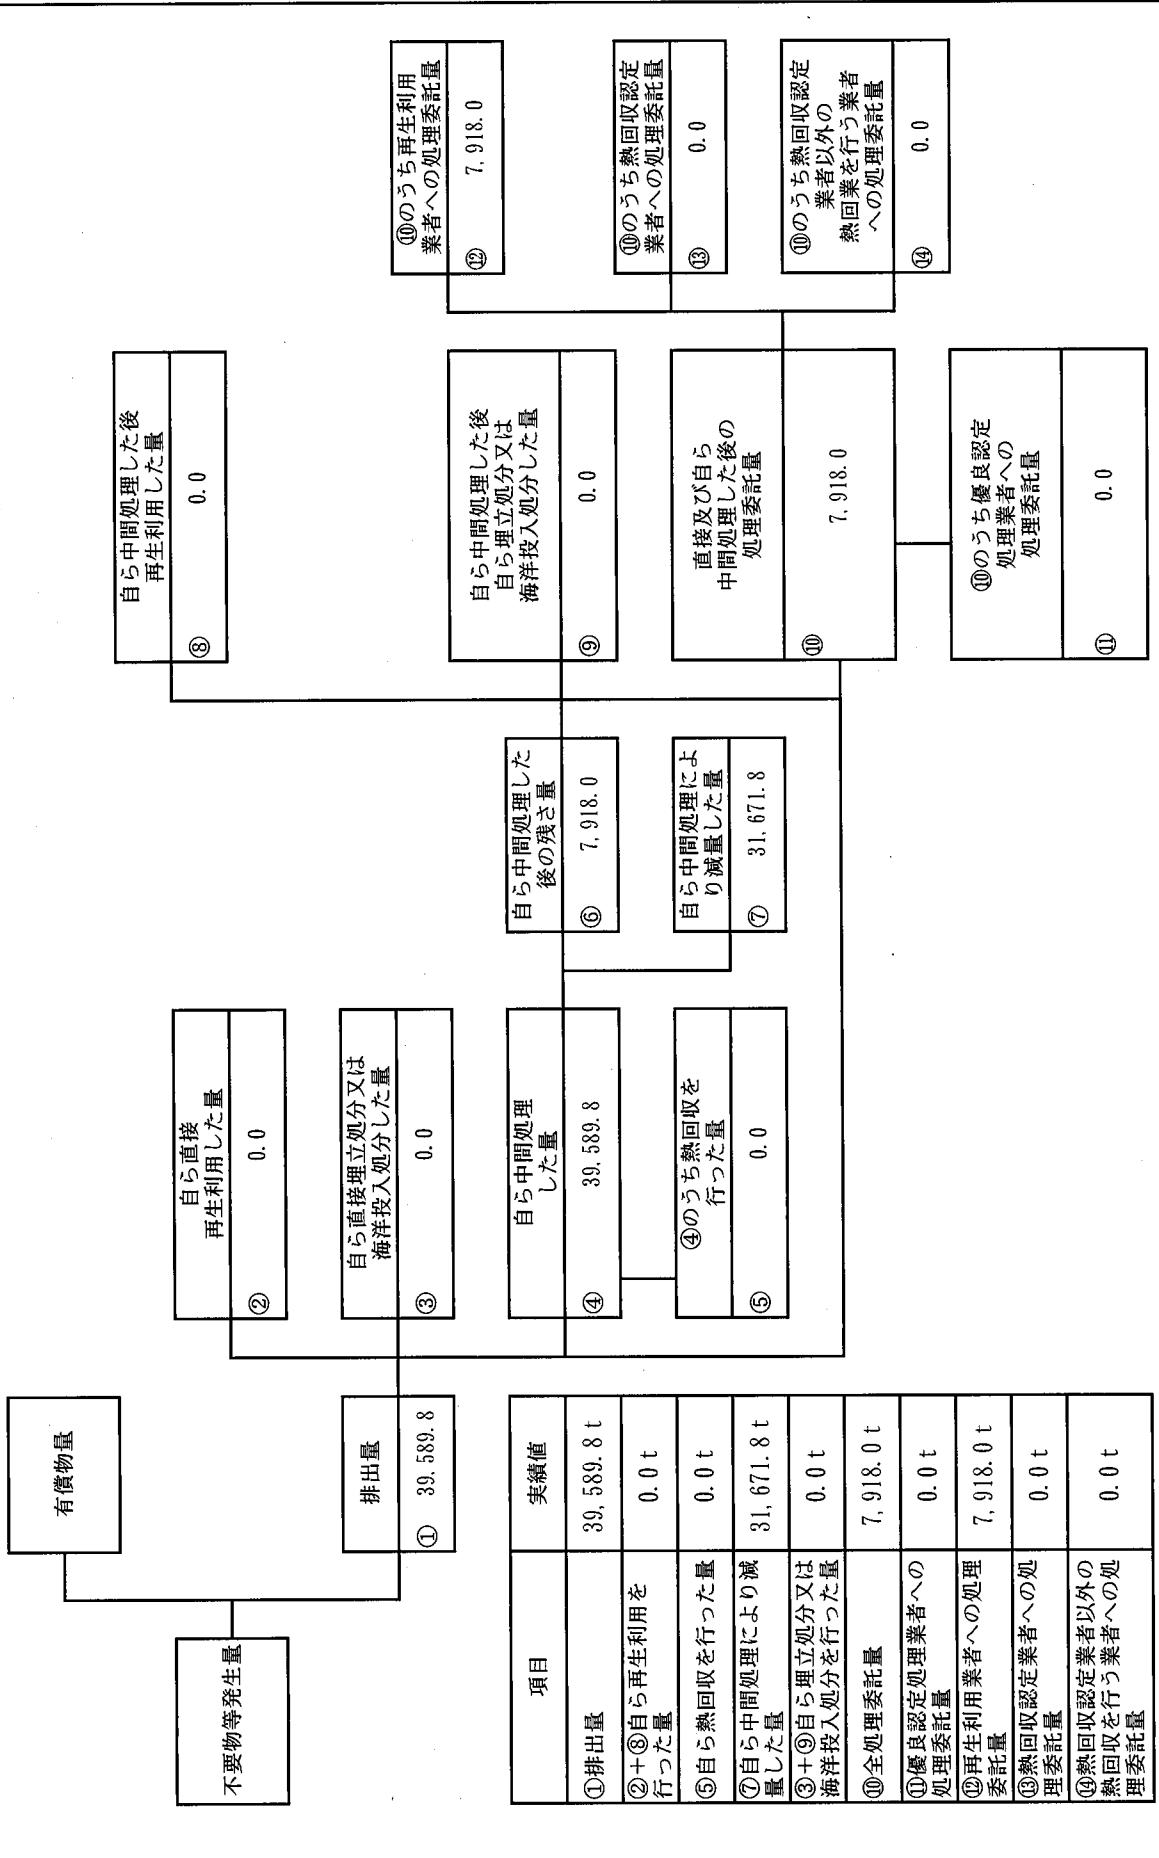 不要物等発生量
有償物量
排出量
① 39,589.8
自ら直接
再生利用した量
② 0.0
自ら直接埋立処分又は
海洋投入処分した量
③ 0.0
自ら中間処理
した量
④ 39,589.8
④のうち熱回収を
行った量
⑤ 0.0
自ら中間処理した
後の残さ量
⑥ 7,918.0
自ら中間処理によ
り減量した量
⑦ 31,671.8
自ら中間処理した後
再生利用した量
⑧ 0.0
自ら中間処理した後
自ら埋立処分又は
海洋投入処分した量
⑨ 0.0
直接及び自ら
中間処理した後の
処理委託量
⑩ 7,918.0
⑩のうち優良認定
処理業者への
処理委託量
⑪ 0.0
⑩のうち再生利用
業者への処理委託量
⑫ 7,918.0
⑩のうち熱回収認定
業者への処理委託量
⑬ 0.0
⑩のうち熱回収認定
業者以外の
熱回業を行う業者
への処理委託量
⑭ 0.0
項目 実績値
①排出量 39,589.8t
②+⑧自ら再生利用を
行った量 0.0t
⑤自ら熱回収を行った量 0.0t
⑦自ら中間処理により減
量した量 31,671.8t
③+⑨自ら埋立処分又は
海洋投入処分を行った量 0.0t
⑩全処理委託量 7,918.0t
⑪優良認定処理業者への
処理委託量 0.0t
⑫再生利用業者への処理
委託量 7,918.0t
⑬熱回収認定業者への処
理委託量 0.0t
⑭熱回収認定業者以外の
熱回収を行う業者への処
理委託量 0.0t